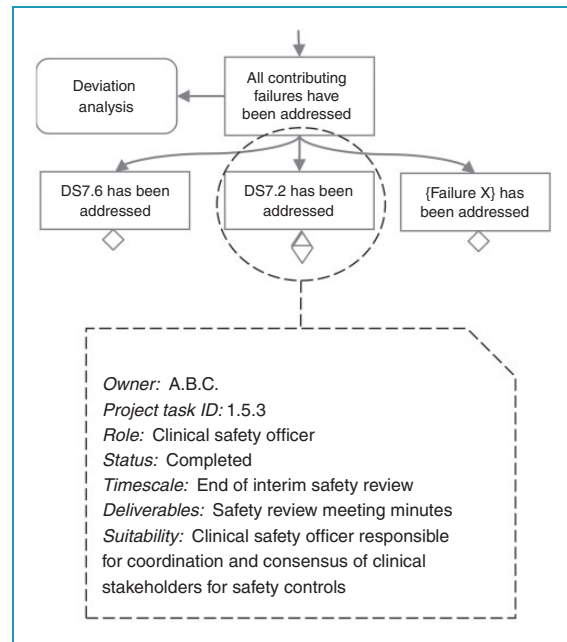 Deviation
analysis
All contributing
failures have
been addressed
DS7.6 has been
addressed
DS7.2 has been
addressed
{Failure X} has
been addressed
Owner: A.B.C.
Project task ID: 1.5.3
Role: Clinical safety officer
Status: Completed
Timescale: End of interim safety review
Deliverables: Safety review meeting minutes
Suitability: Clinical safety officer responsible
for coordination and consensus of clinical
stakeholders for safety controls